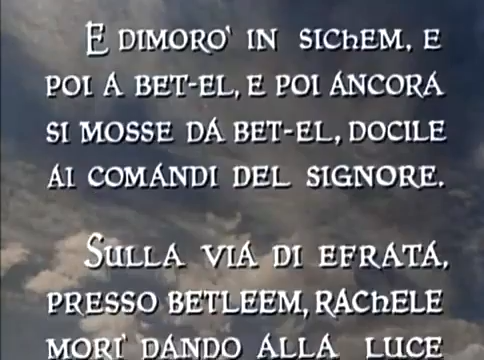 E DIMORO' IN SICHEM, E
POI A BET-EL, E POI ANCORA
SI MOSSE DA BET-EL, DOCILE
AI COMANDI DEL SIGNORE.
SULLA VIA DI EFRATA,
PRESSO BETLEEM, RACHELE
MORI' DANDO ALLA LUCE